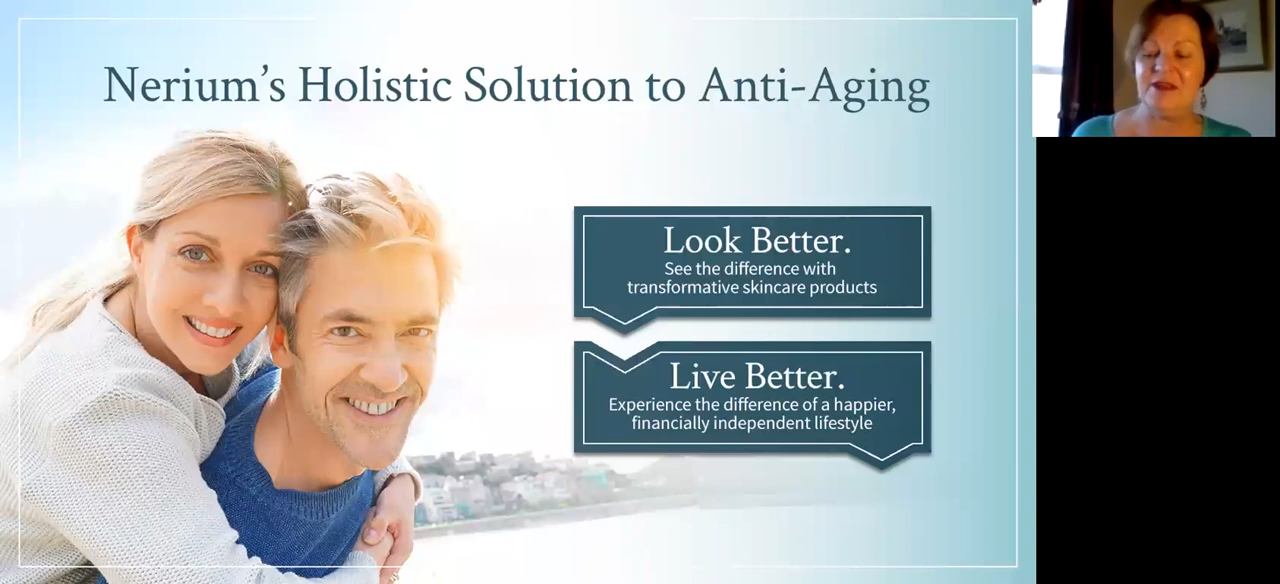 Nerium’s Holistic Solution to Anti-Aging
Look Better.
See the difference with
transformative skincare products
Live Better.
Experience the difference of a happier,
financially independent lifestyle